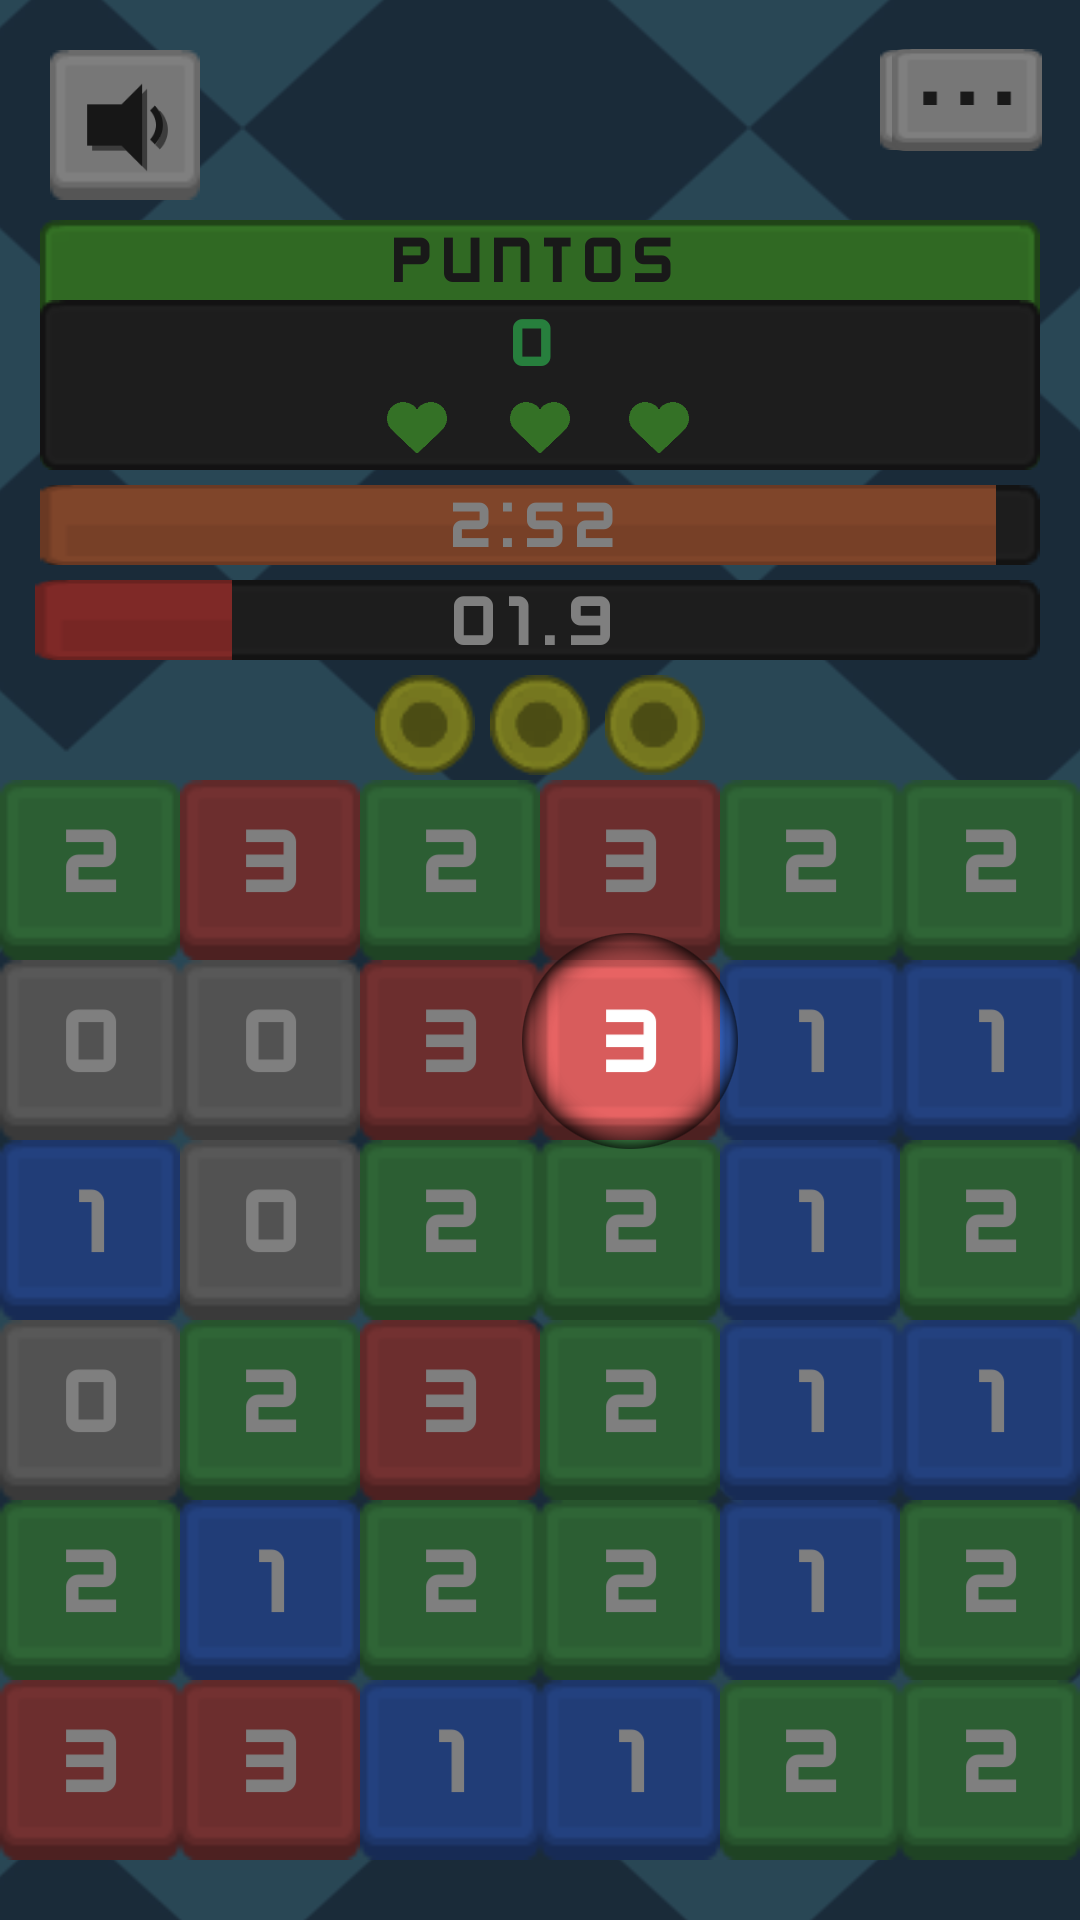 ...
PUNTOS
0
2:52
01.9
2 3 2 3 2 2
0 0 3 3 1 1
1 0 2 2 1 2
0 2 3 2 1 1
2 1 2 2 1 2
3 3 1 1 2 2